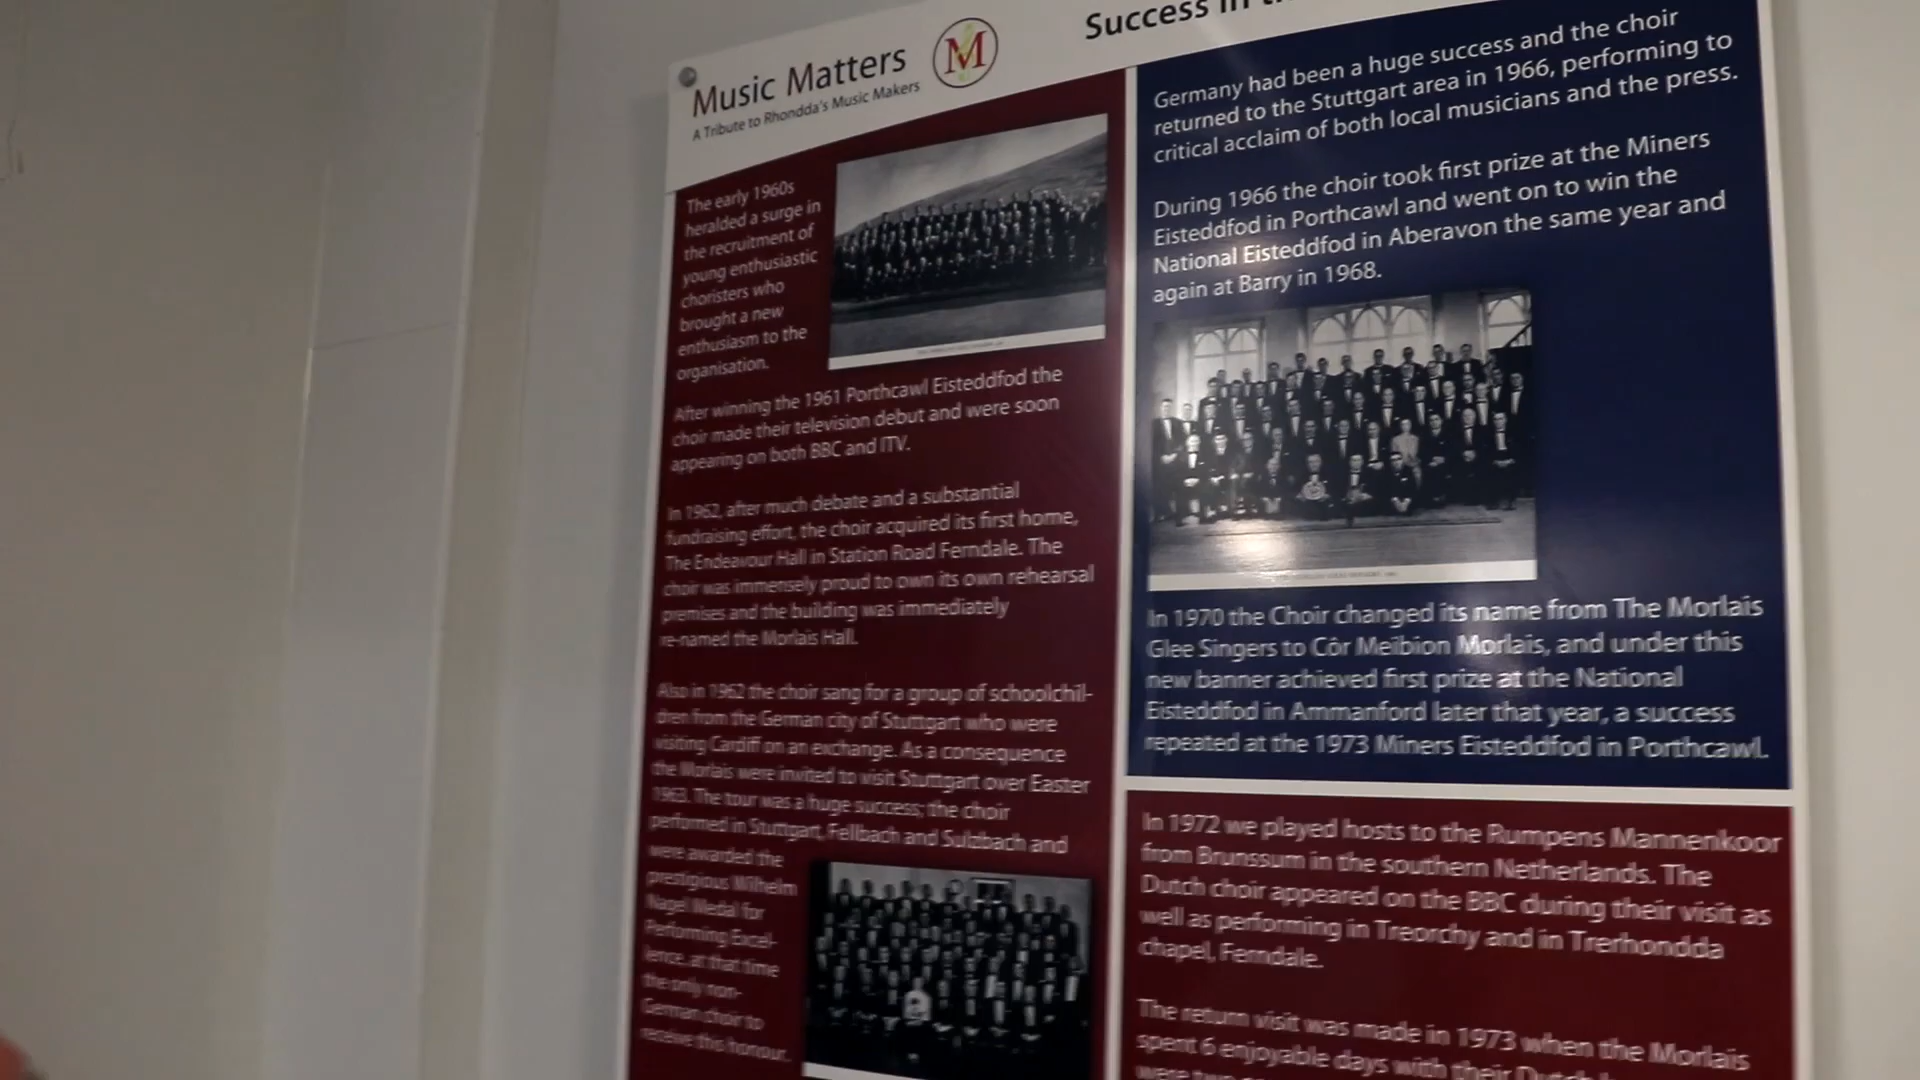 Music Matters
A Tribute to Rhondda's Music Makers
M
Success in
The early 1960s
heralded a surge in
the recruitment of
young enthusiastic
choristers who
brought a new
enthusiasm to the
organisation.
After winning the 1961 Porthcawl Eisteddfod the
choir made their television debut and were soon
appearing on both BBC and ITV.
In 1962, after much debate and a substantial
fundraising effort, the choir acquired its first home,
The Endeavour Hall in Station Road Ferndale. The
choir was immensely proud to own its own rehearsal
premises and the building was immediately
re-named the Morlais Hall.
Also in 1962 the choir sang for a group of schoolchil-
dren from the German city of Stuttgart who were
visiting Cardiff on an exchange. As a consequence
the Morlais were invited to visit Stuttgart over Easter
1963. The tour was a huge success; the choir
performed in Stuttgart, Fellbach and Sulzbach and
were awarded the
prestigious Wilhelm
Nagel Medal for
Performing Excel-
lence, at that time
the only non-
German choir to
receive this honour.
Germany had been a huge success and the choir
returned to the Stuttgart area in 1966, performing to
critical acclaim of both local musicians and the press.
During 1966 the choir took first prize at the Miners
Eisteddfod in Porthcawl and went on to win the
National Eisteddfod in Aberavon the same year and
again at Barry in 1968.
In 1970 the Choir changed its name from The Morlais
Glee Singers to Côr Meibion Morlais, and under this
new banner achieved first prize at the National
Eisteddfod in Ammanford later that year, a success
repeated at the 1973 Miners Eisteddfod in Porthcawl.
In 1972 we played hosts to the Rumpens Mannenkoor
from Brunssum in the southern Netherlands. The
Dutch choir appeared on the BBC during their visit as
well as performing in Treorchy and in Trerhondda
chapel, Ferndale.
The return visit was made in 1973 when the Morlais
spent 6 enjoyable days with their Dutch
were